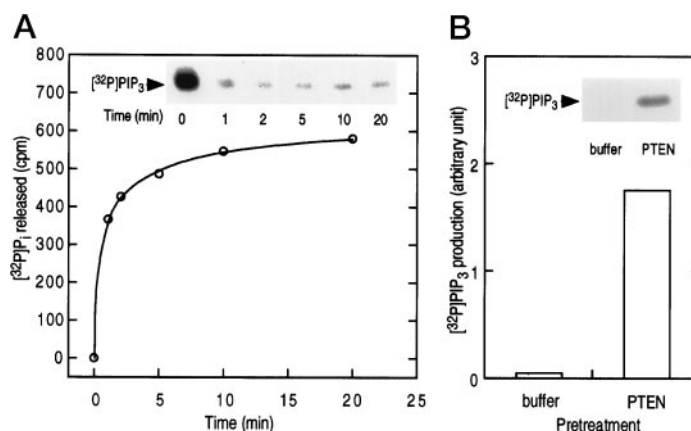 A
800
700
600
500
400
300
200
100
0
[³²P]Pᵢ released (cpm)
[³²P]PIP₃
Time (min) 0 1 2 5 10 20
0 5 10 15 20 25
Time (min)
B
3
2
1
0
[³²P]PIP₃ production (arbitrary unit)
[³²P]PIP₃
buffer PTEN
buffer PTEN
Pretreatment